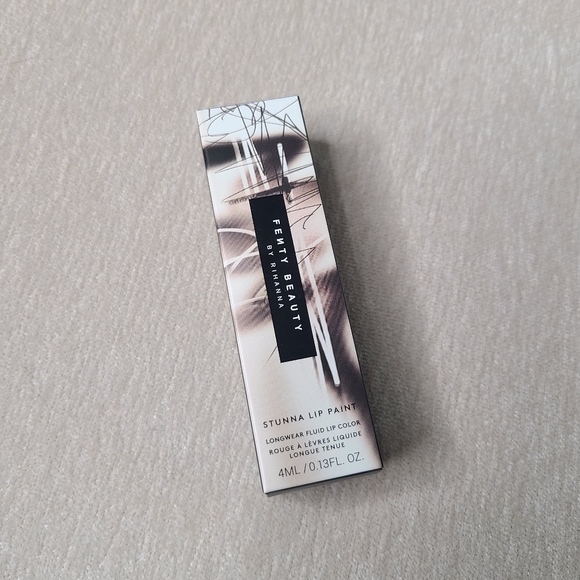 FEИTY BEAUTY
BY RIHANNA
STUNNA LIP PAINT
LONGWEAR FLUID LIP COLOR
ROUGE À LÈVRES LIQUIDE
LONGUE TENUE
4ML / 0.13FL. OZ.